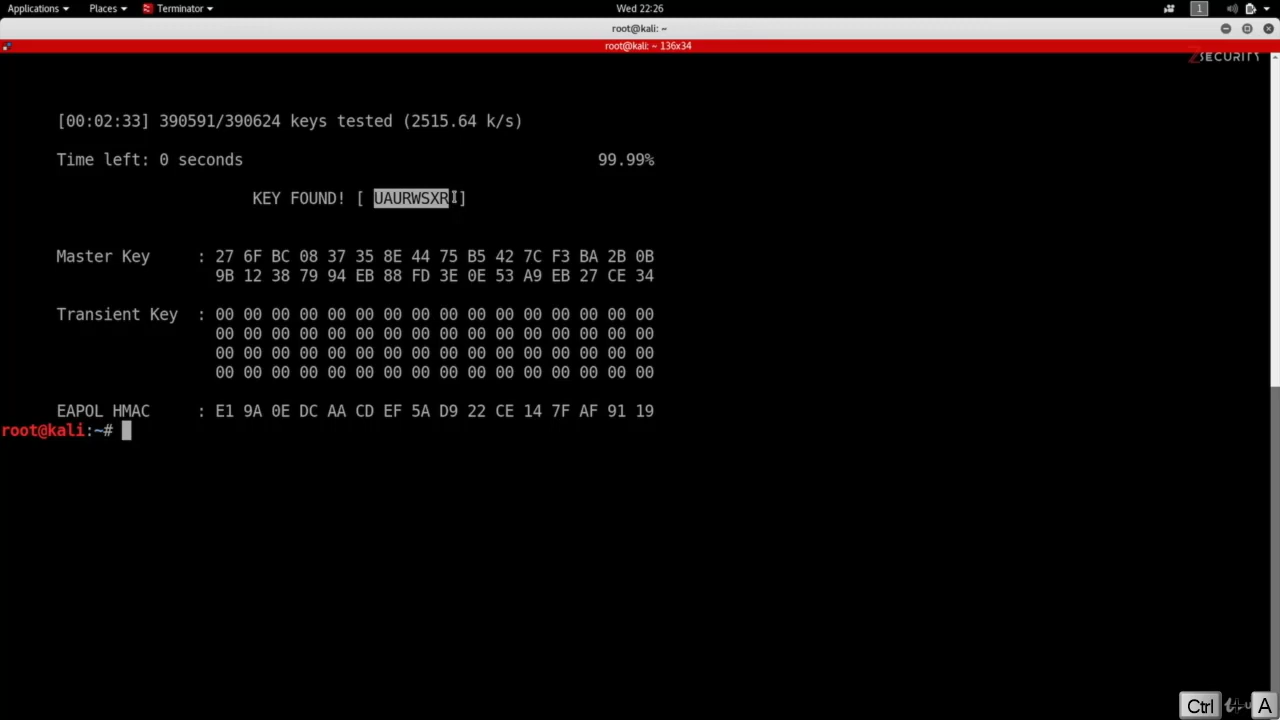 Applications Places Terminator Wed 22:26 1
root@kali: ~
root@kali: ~ 136x34
ZSECURITY
[00:02:33] 390591/390624 keys tested (2515.64 k/s)
Time left: 0 seconds 99.99%
KEY FOUND! [ UAURWSXR ]
Master Key : 27 6F BC 08 37 35 8E 44 75 B5 42 7C F3 BA 2B 0B
9B 12 38 79 94 EB 88 FD 3E 0E 53 A9 EB 27 CE 34
Transient Key : 00 00 00 00 00 00 00 00 00 00 00 00 00 00 00 00
00 00 00 00 00 00 00 00 00 00 00 00 00 00 00 00
00 00 00 00 00 00 00 00 00 00 00 00 00 00 00 00
00 00 00 00 00 00 00 00 00 00 00 00 00 00 00 00
EAPOL HMAC : E1 9A 0E DC AA CD EF 5A D9 22 CE 14 7F AF 91 19
root@kali:~#
Ctrl + A